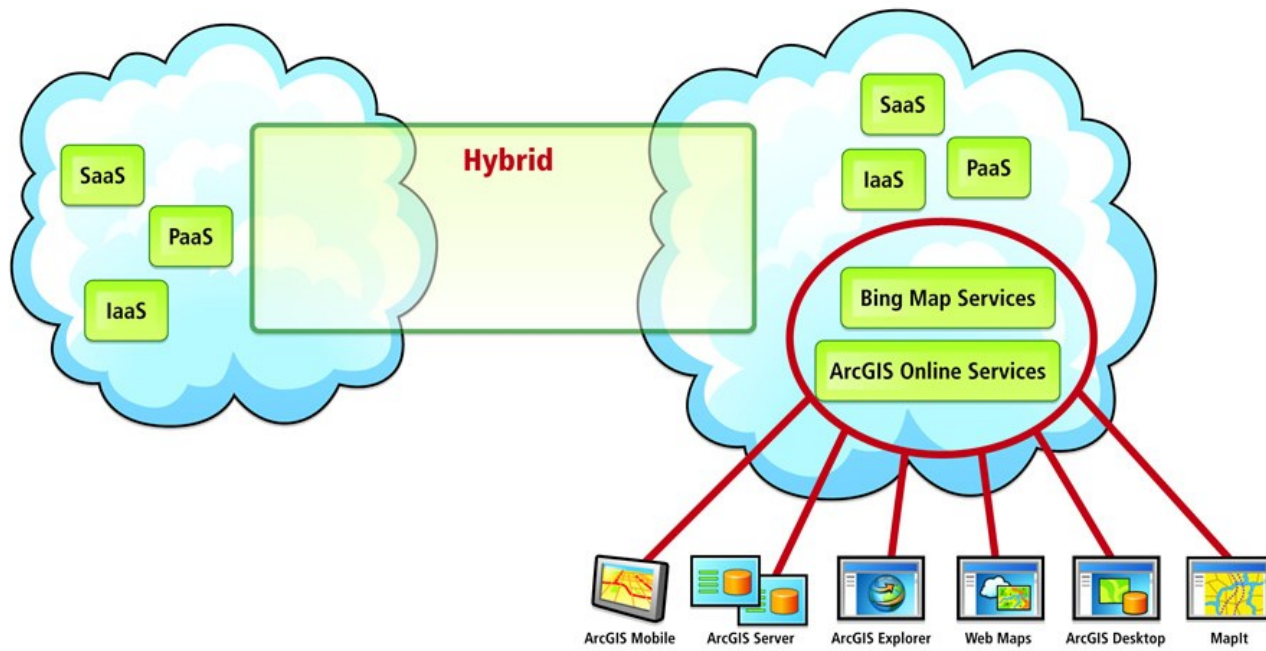 Hybrid
SaaS
PaaS
IaaS
SaaS
IaaS
PaaS
Bing Map Services
ArcGIS Online Services
ArcGIS Mobile
ArcGIS Server
ArcGIS Explorer
Web Maps
ArcGIS Desktop
MapIt